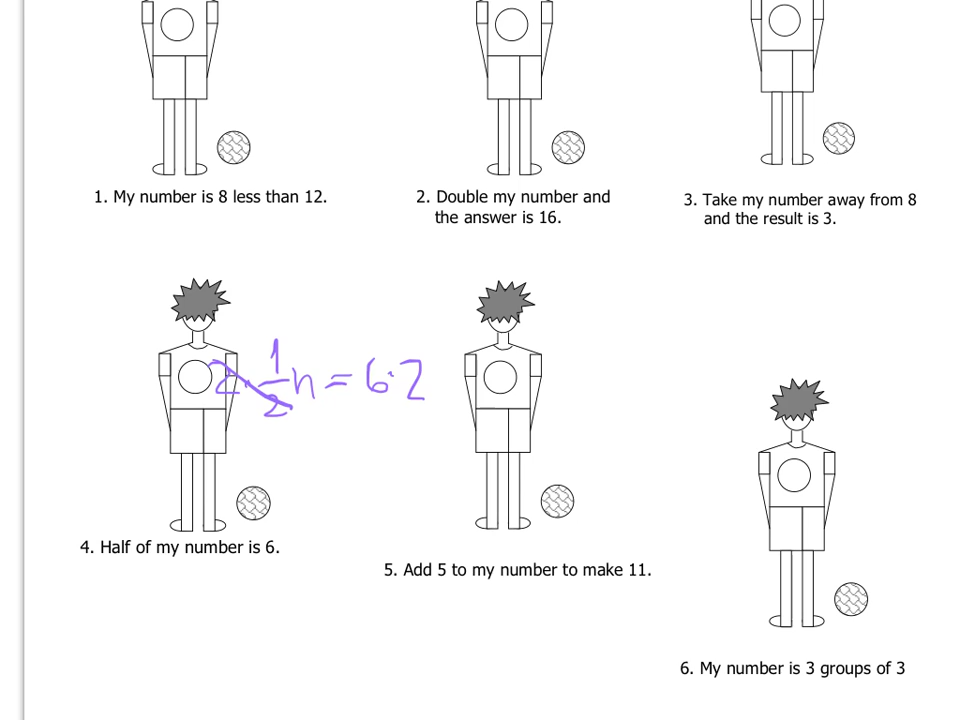 1. My number is 8 less than 12.
2. Double my number and
the answer is 16.
3. Take my number away from 8
and the result is 3.
2·1/2n = 6·2
4. Half of my number is 6.
5. Add 5 to my number to make 11.
6. My number is 3 groups of 3